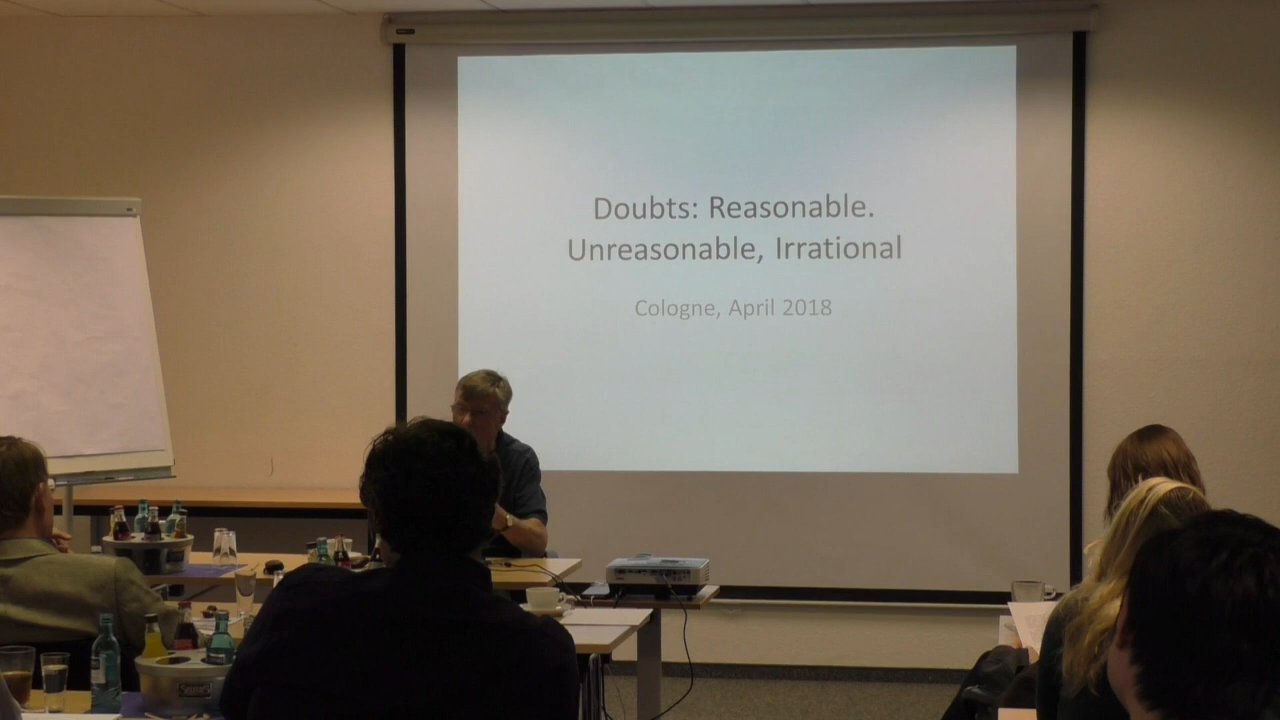 Doubts: Reasonable.
Unreasonable, Irrational
Cologne, April 2018